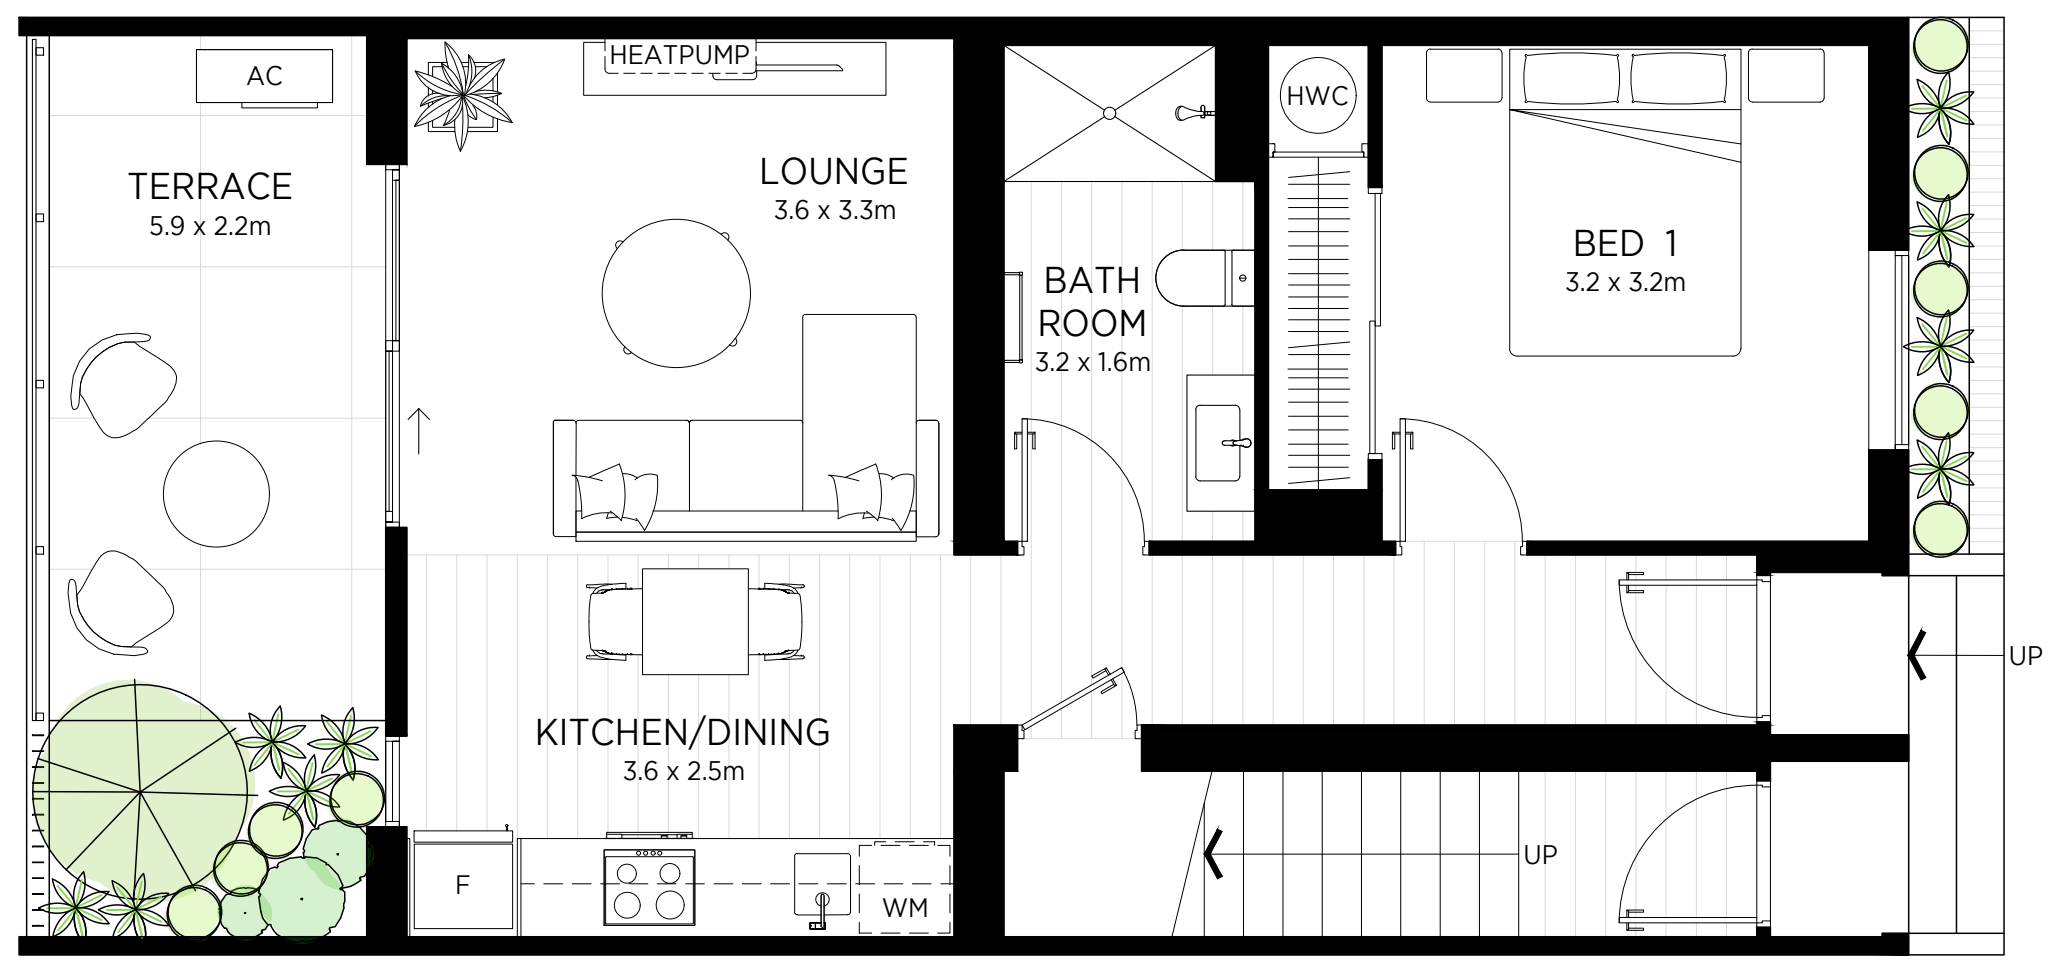 AC
TERRACE
5.9 x 2.2m
HEATPUMP
LOUNGE
3.6 x 3.3m
HWC
BED 1
3.2 x 3.2m
BATH
ROOM
3.2 x 1.6m
KITCHEN/DINING
3.6 x 2.5m
F
WM
UP
UP